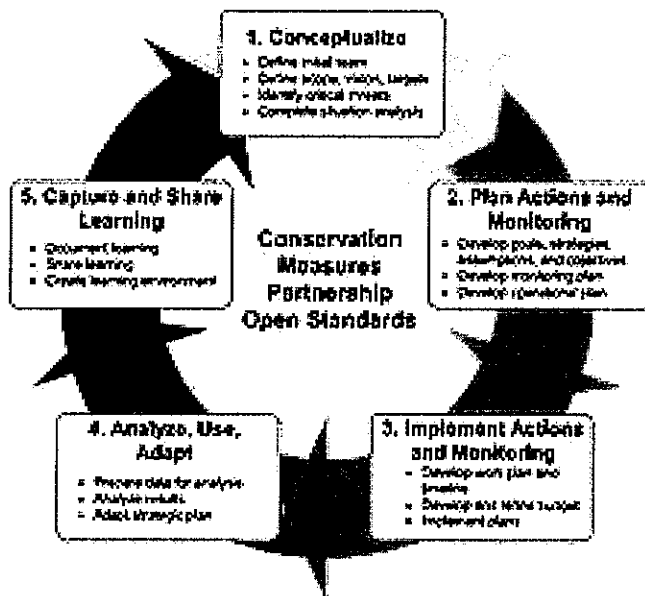 1. Conceptualize
Define initial team
Define scope, vision, targets
Identify critical threats
Complete situation analysis
2. Plan Actions and
Monitoring
Develop goals, strategies,
assumptions, and objectives
Develop monitoring plan
Develop operational plan
3. Implement Actions
and Monitoring
Develop work plan and
timeline
Develop and refine budget
Implement plans
4. Analyze, Use,
Adapt
Prepare data for analysis
Analyze results
Adapt strategic plan
5. Capture and Share
Learning
Document learning
Share learning
Create learning environment
Conservation
Measures
Partnership
Open Standards